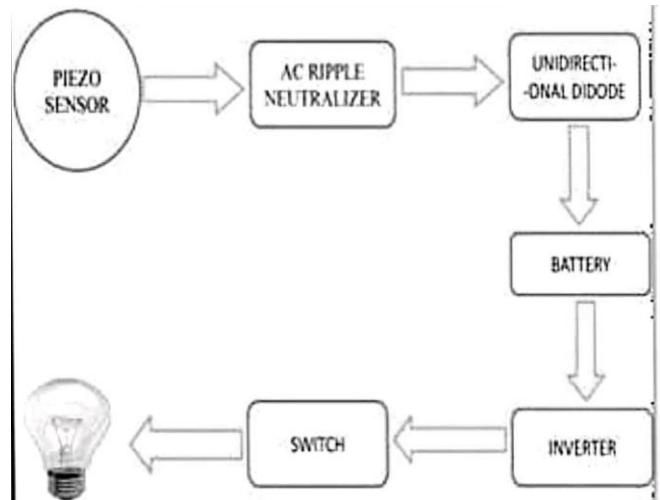 PIEZO
SENSOR
AC RIPPLE
NEUTRALIZER
UNIDIRECTI-
-ONAL DIDODE
BATTERY
INVERTER
SWITCH